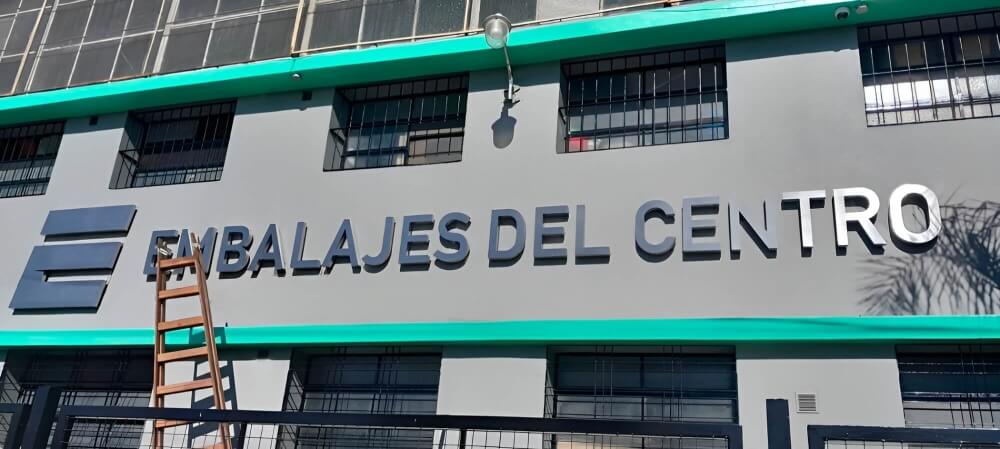 EMBALAJES DEL CENTRO